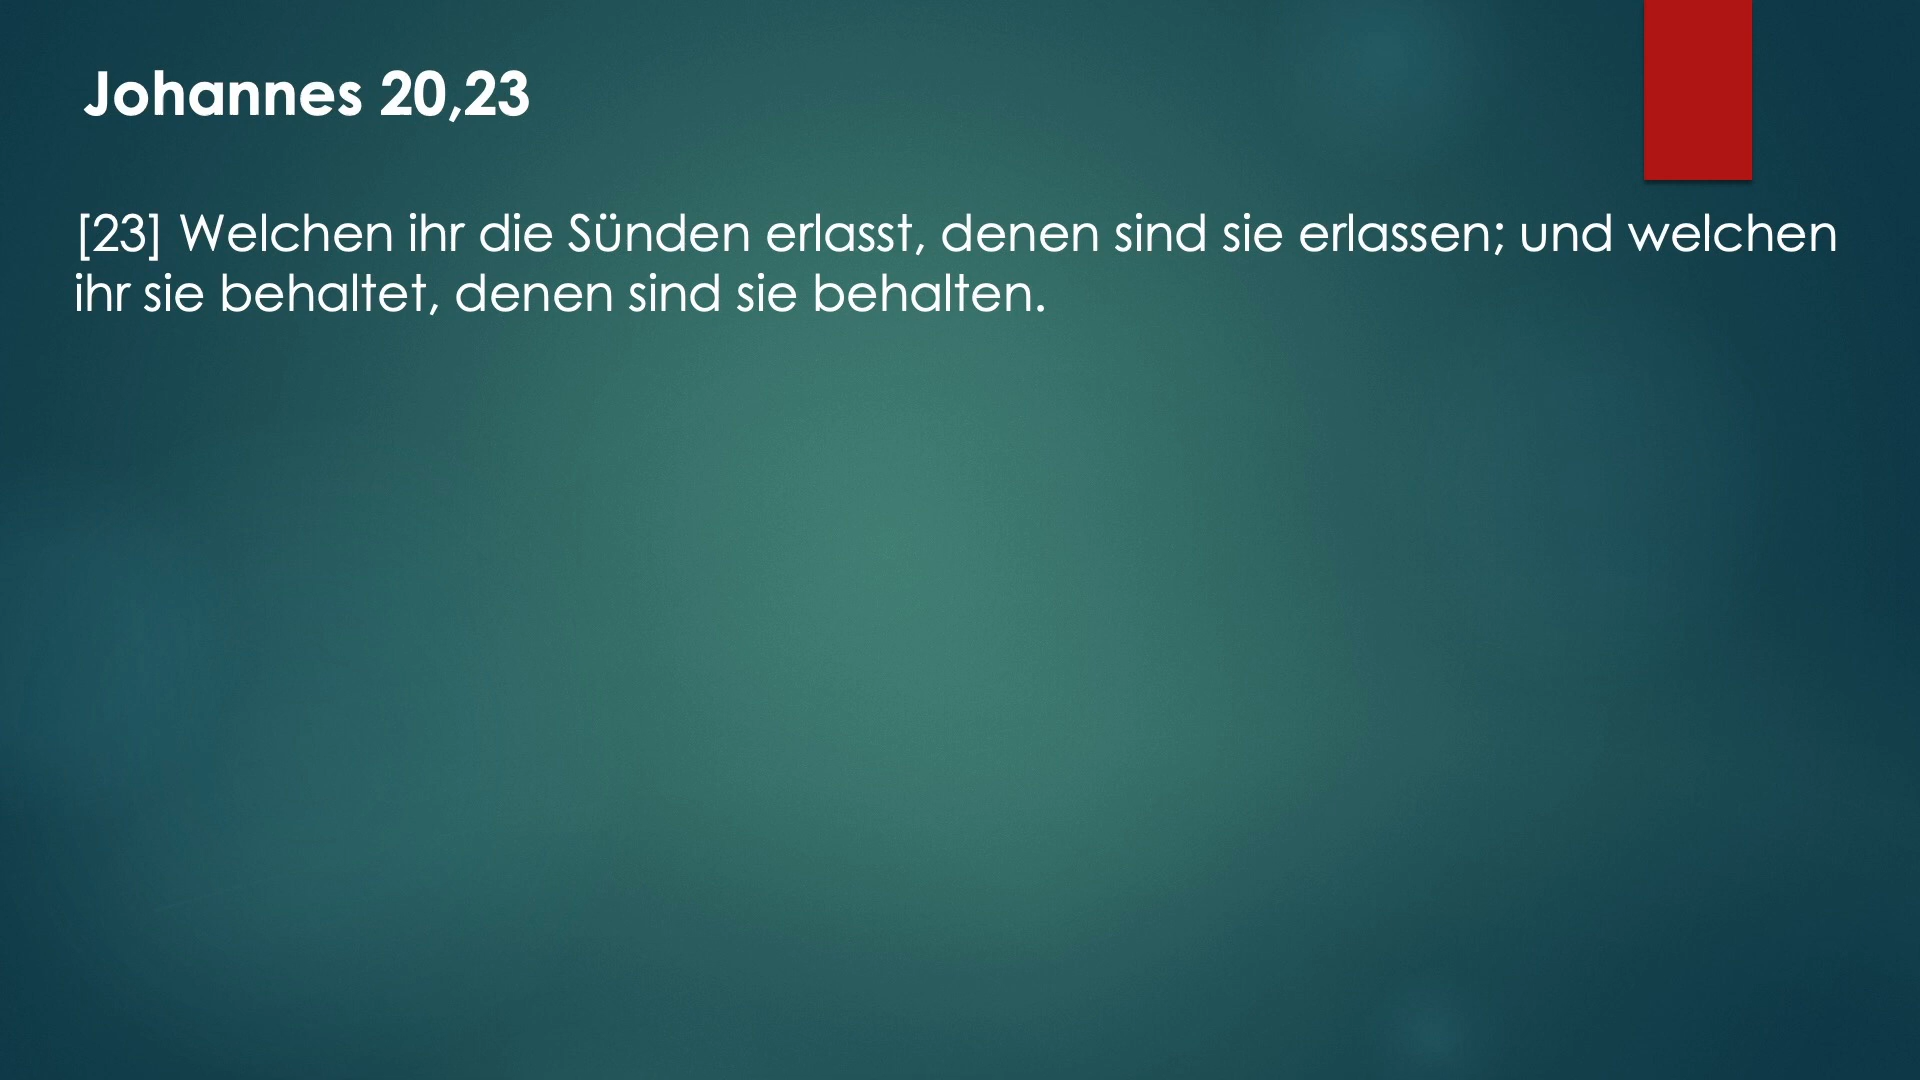 Johannes 20,23
[23] Welchen ihr die Sünden erlasst, denen sind sie erlassen; und welchen
ihr sie behaltet, denen sind sie behalten.